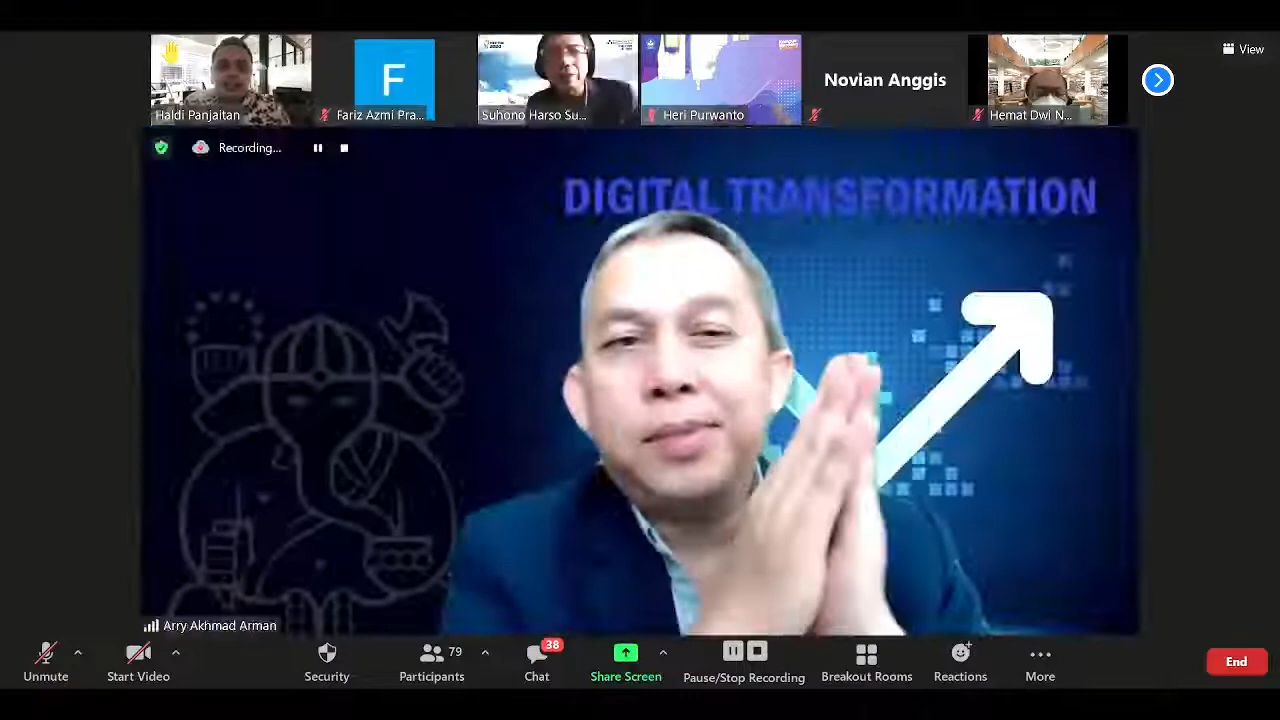 View
Haldi Panjaitan
F
Fariz Azmi Pra...
Suhono Harso Su...
Heri Purwanto
Novian Anggis
Hemat Dwi N...
Recording...
DIGITAL TRANSFORMATION
Arry Akhmad Arman
Unmute
Start Video
Security
79
Participants
38
Chat
Share Screen
Pause/Stop Recording
Breakout Rooms
Reactions
More
End